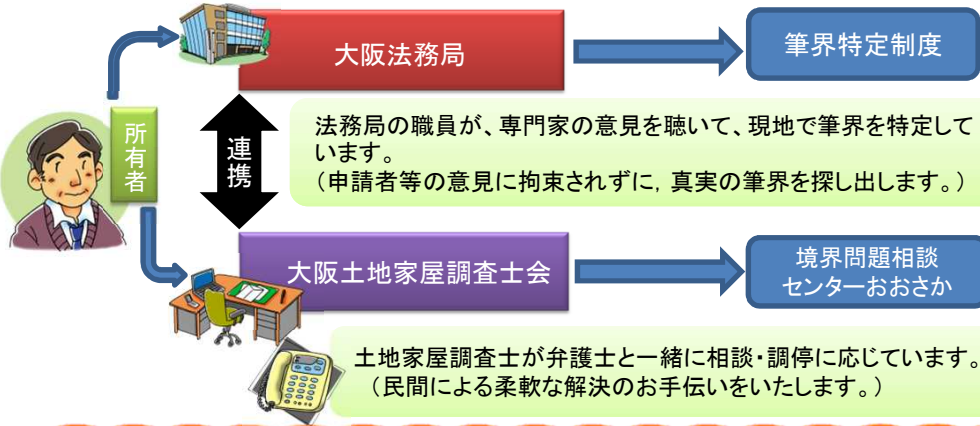 大阪法務局
筆界特定制度
所有者
連携
法務局の職員が、専門家の意見を聴いて、現地で筆界を特定して
います。
(申請者等の意見に拘束されずに, 真実の筆界を探し出します。)
大阪土地家屋調査士会
境界問題相談
センターおおさか
土地家屋調査士が弁護士と一緒に相談・調停に応じています。
(民間による柔軟な解決のお手伝いをいたします。)